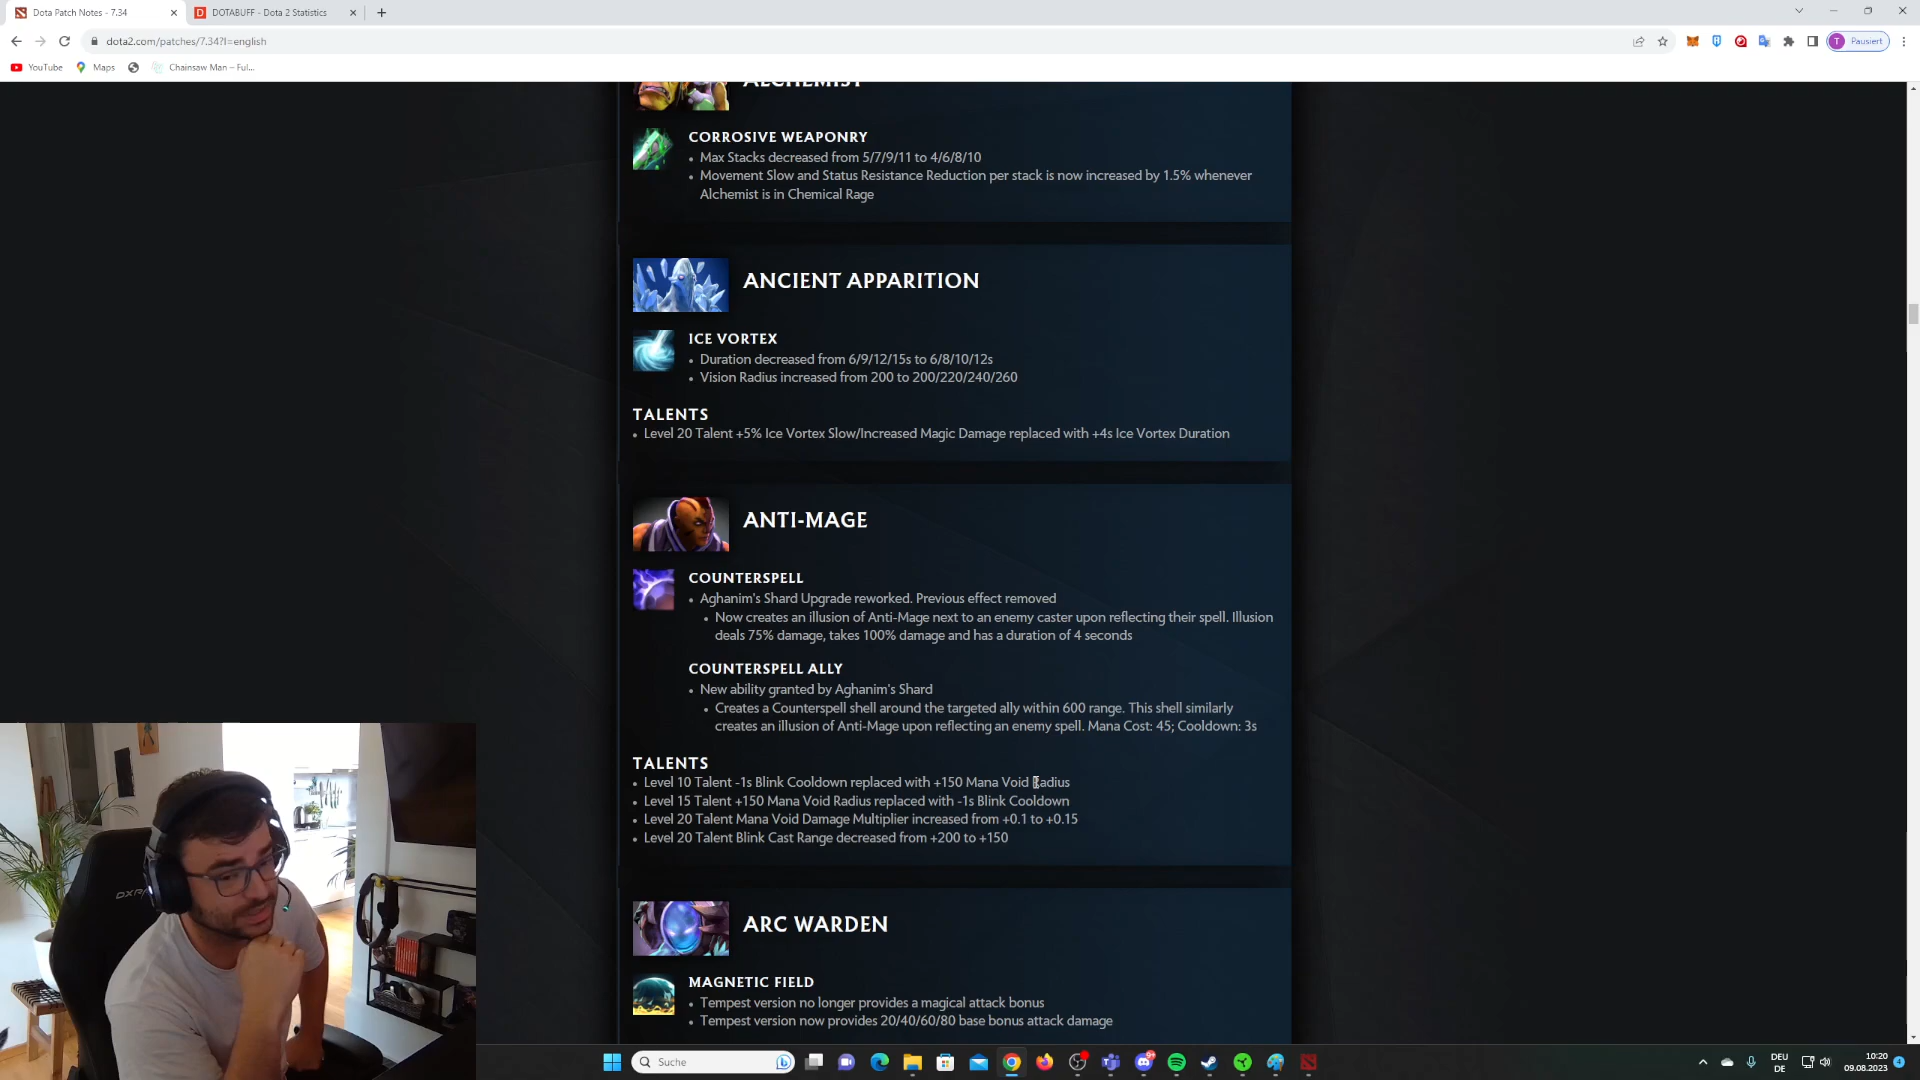 Dota Patch Notes - 7.34
DOTABUFF - Dota 2 Statistics
dota2.com/patches/7.34?l=english
Pausiert
YouTube
Maps
Chainsaw Man – Ful...
ALCHEMIST
CORROSIVE WEAPONRY
• Max Stacks decreased from 5/7/9/11 to 4/6/8/10
• Movement Slow and Status Resistance Reduction per stack is now increased by 1.5% whenever
Alchemist is in Chemical Rage
ANCIENT APPARITION
ICE VORTEX
• Duration decreased from 6/9/12/15s to 6/8/10/12s
• Vision Radius increased from 200 to 200/220/240/260
TALENTS
• Level 20 Talent +5% Ice Vortex Slow/Increased Magic Damage replaced with +4s Ice Vortex Duration
ANTI-MAGE
COUNTERSPELL
• Aghanim's Shard Upgrade reworked. Previous effect removed
• Now creates an illusion of Anti-Mage next to an enemy caster upon reflecting their spell. Illusion
deals 75% damage, takes 100% damage and has a duration of 4 seconds
COUNTERSPELL ALLY
• New ability granted by Aghanim's Shard
• Creates a Counterspell shell around the targeted ally within 600 range. This shell similarly
creates an illusion of Anti-Mage upon reflecting an enemy spell. Mana Cost: 45; Cooldown: 3s
TALENTS
• Level 10 Talent -1s Blink Cooldown replaced with +150 Mana Void Radius
• Level 15 Talent +150 Mana Void Radius replaced with -1s Blink Cooldown
• Level 20 Talent Mana Void Damage Multiplier increased from +0.1 to +0.15
• Level 20 Talent Blink Cast Range decreased from +200 to +150
ARC WARDEN
MAGNETIC FIELD
• Tempest version no longer provides a magical attack bonus
• Tempest version now provides 20/40/60/80 base bonus attack damage
DXR
Suche
DEU
DE
10:20
09.08.2023
4